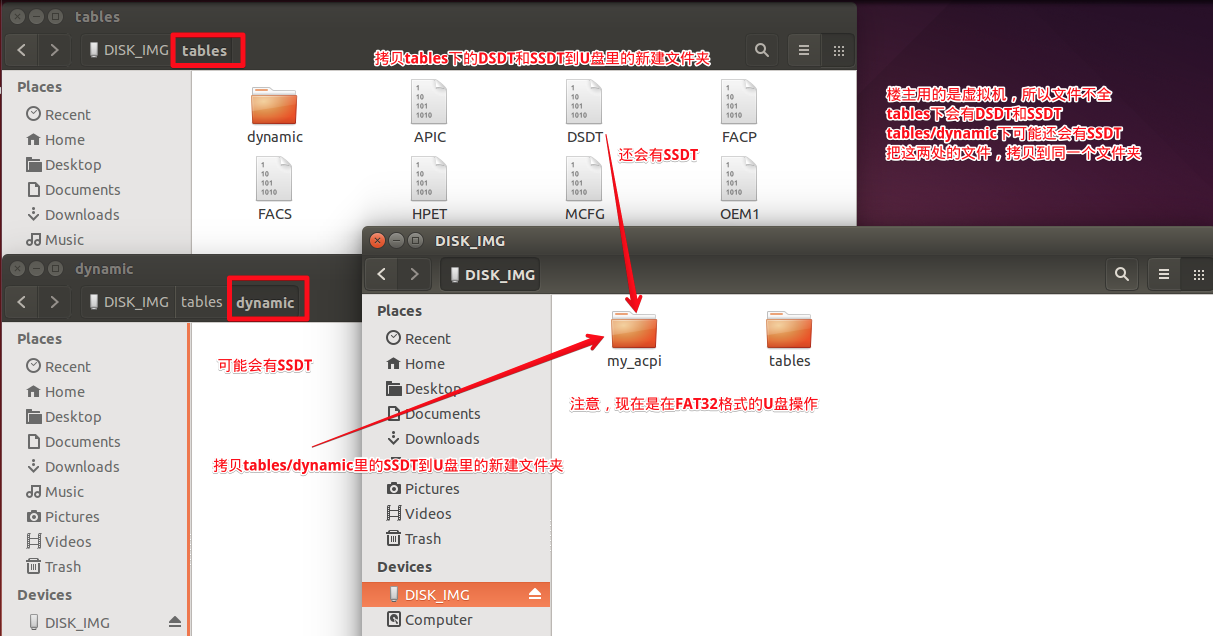 tables
DISK_IMG
tables
拷贝tables下的DSDT和SSDT到U盘里的新建文件夹
楼主用的是虚拟机，所以文件不全
tables下会有DSDT和SSDT
tables/dynamic下可能还会有SSDT
把这两处的文件，拷贝到同一个文件夹
Places
Recent
Home
Desktop
Documents
Downloads
Music
dynamic
APIC
DSDT
FACP
还会有SSDT
FACS
HPET
MCFG
OEM1
dynamic
DISK_IMG
tables
dynamic
Places
Recent
Home
Desktop
Documents
Downloads
Music
Pictures
Videos
Trash
Devices
DISK_IMG
可能会有SSDT
拷贝tables/dynamic里的SSDT到U盘里的新建文件夹
DISK_IMG
DISK_IMG
Places
Recent
Home
Desktop
Documents
Downloads
Pictures
Videos
Trash
Devices
DISK_IMG
Computer
my_acpi
tables
注意，现在是在FAT32格式的U盘操作